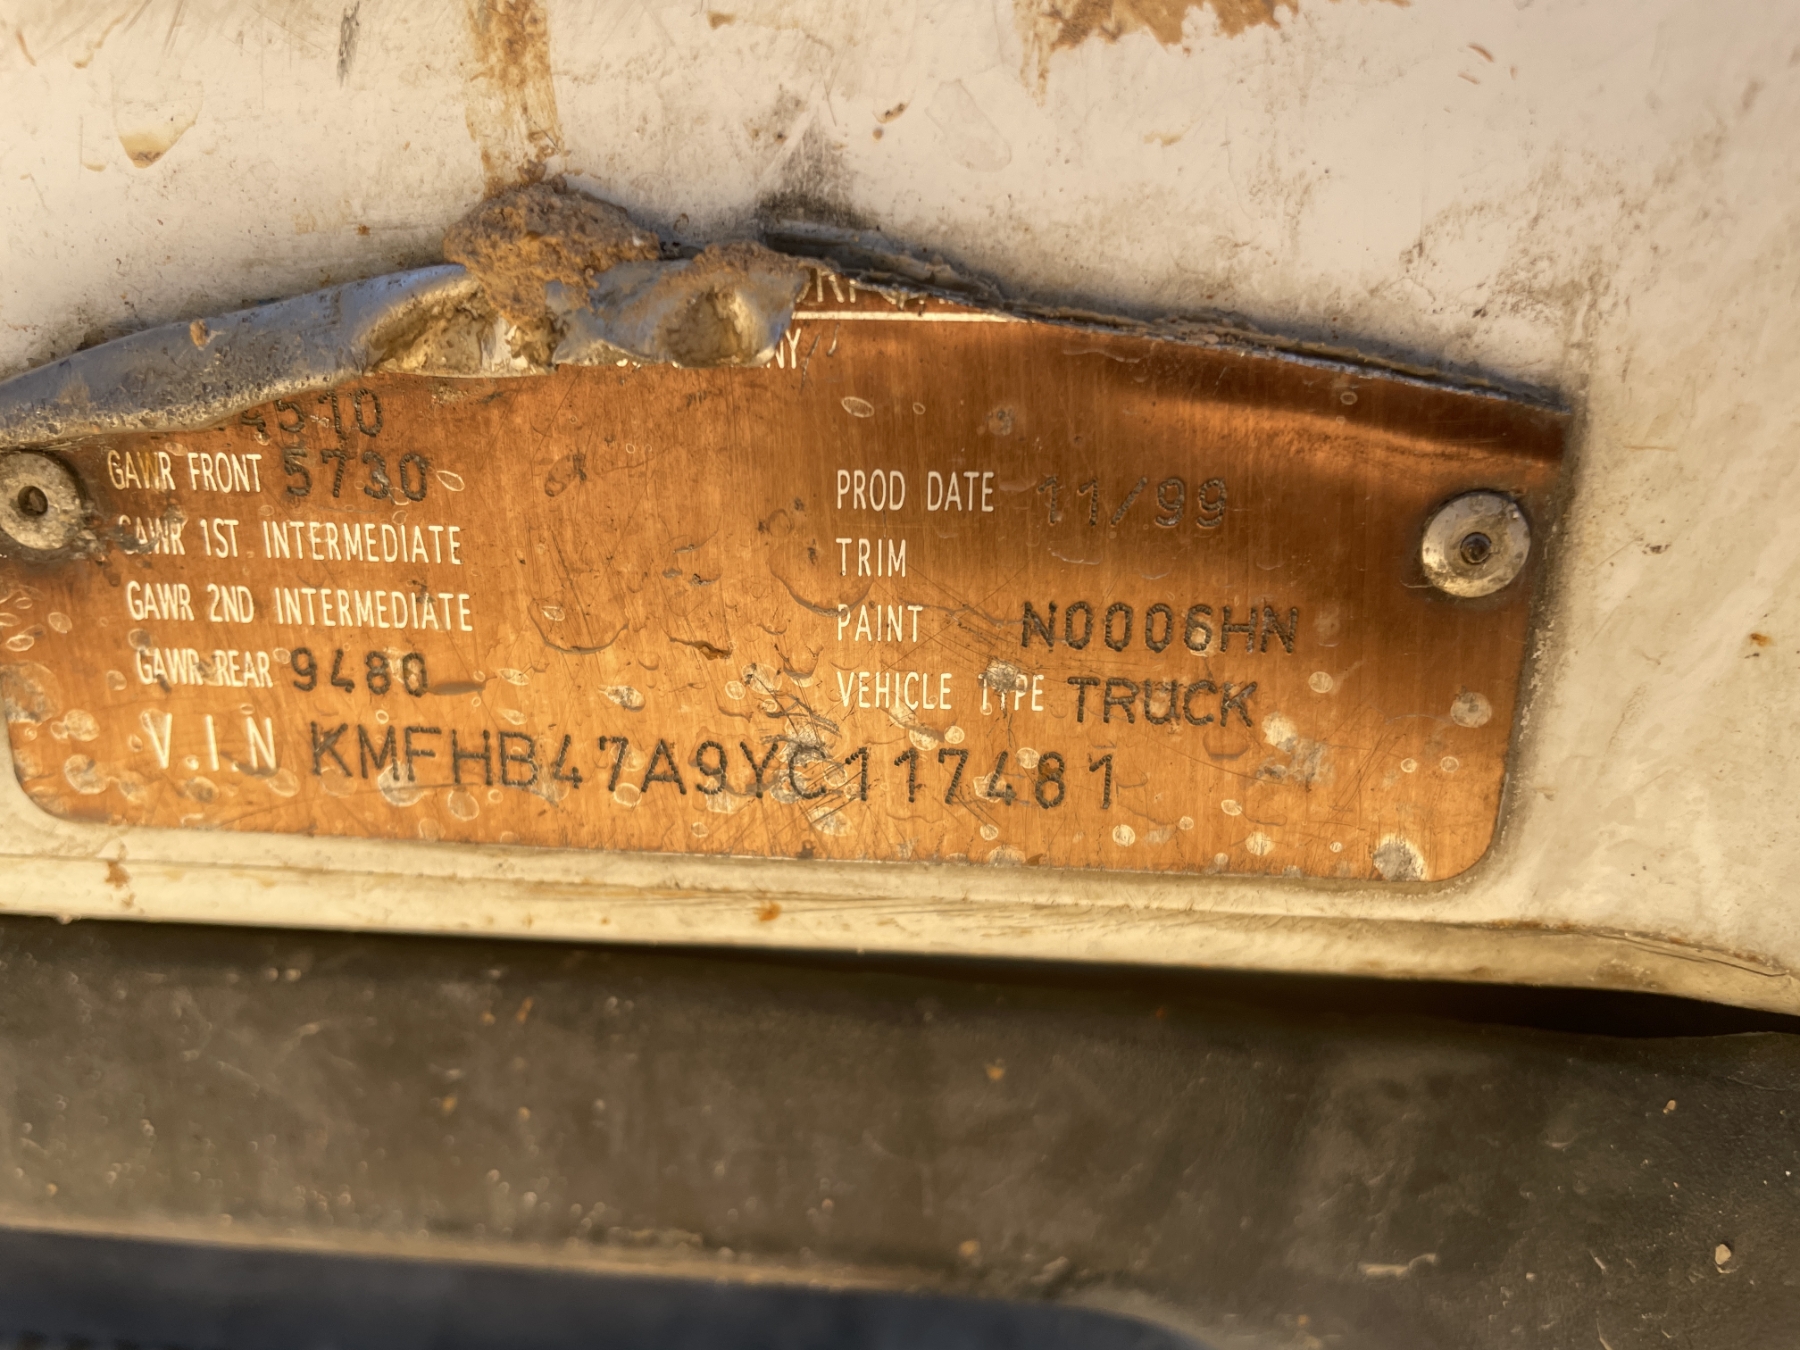 4510
GAWR FRONT 5730
GAWR 1ST INTERMEDIATE
GAWR 2ND INTERMEDIATE
GAWR REAR 9480
PROD DATE 11/99
TRIM
PAINT N0006HN
VEHICLE TYPE TRUCK
V.I.N KMFHB47A9YC117481